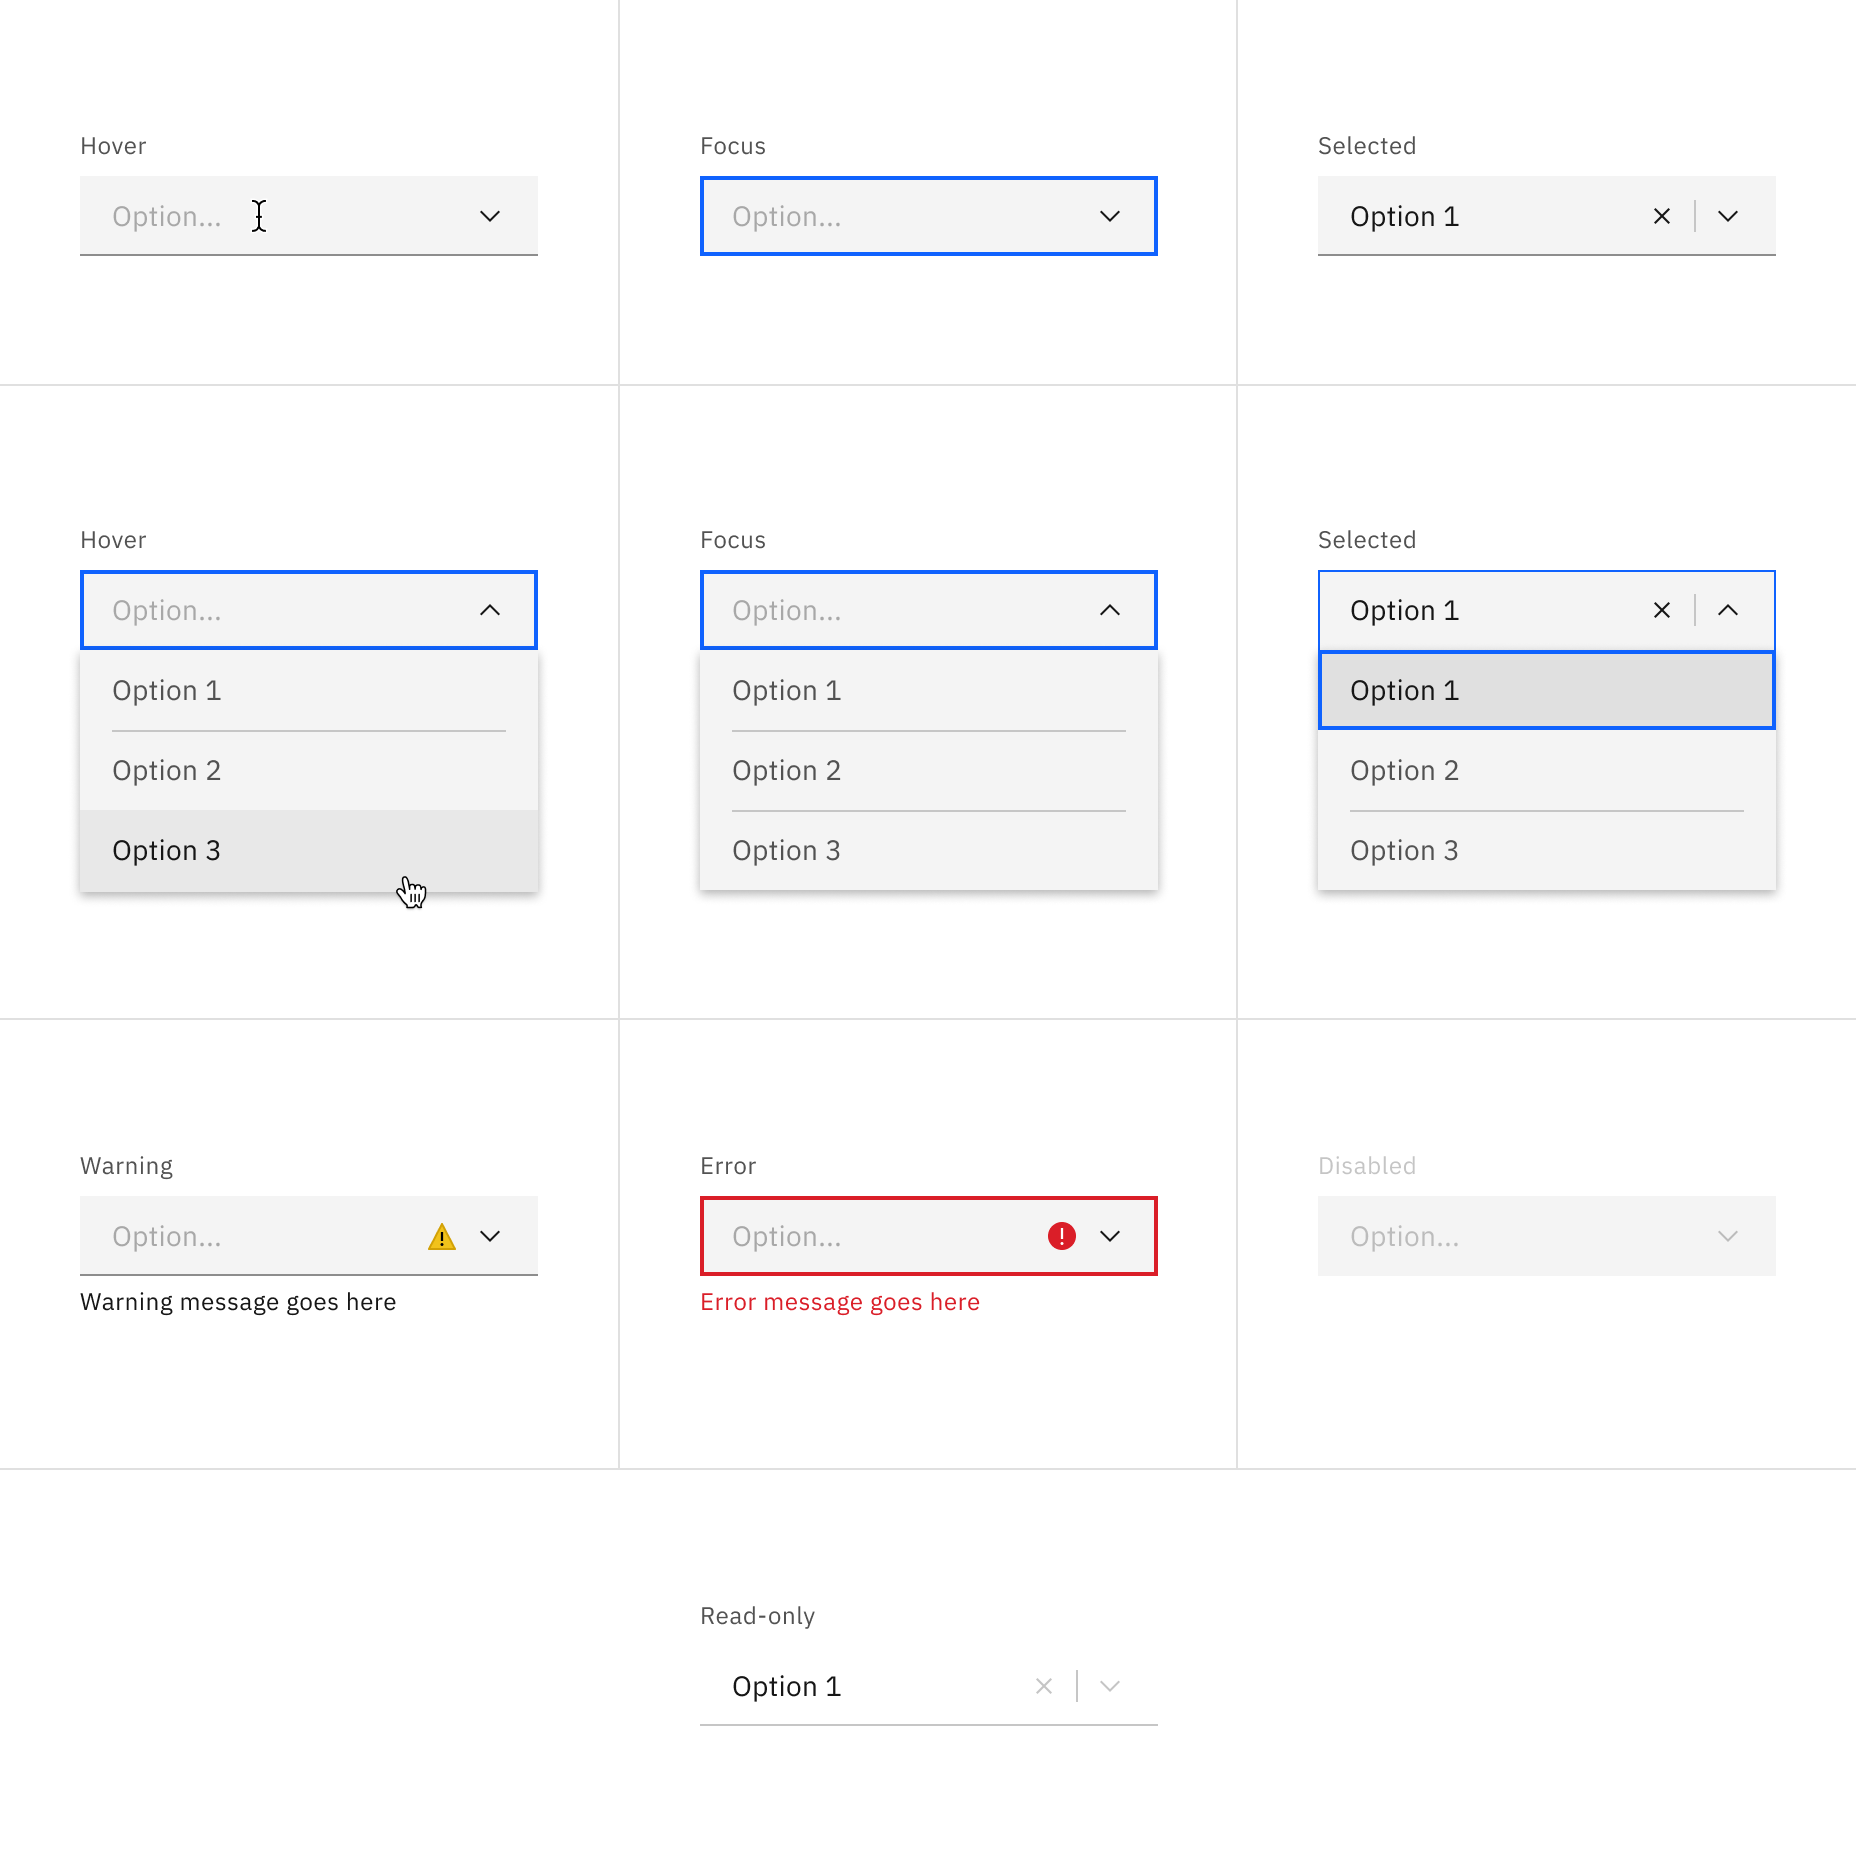 Hover
Option...
Focus
Option...
Selected
Option 1
Hover
Option...
Option 1
Option 2
Option 3
Focus
Option...
Option 1
Option 2
Option 3
Selected
Option 1
Option 1
Option 2
Option 3
Warning
Option...
Warning message goes here
Error
Option...
Error message goes here
Disabled
Option...
Read-only
Option 1